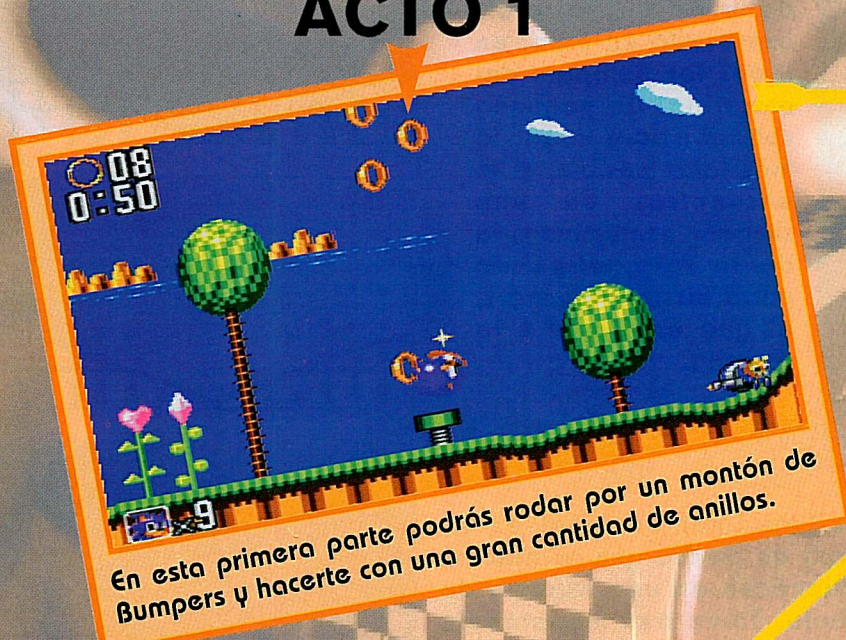 ACTO 1
08
0:50
9
En esta primera parte podrás rodar por un montón de
Bumpers y hacerte con una gran cantidad de anillos.